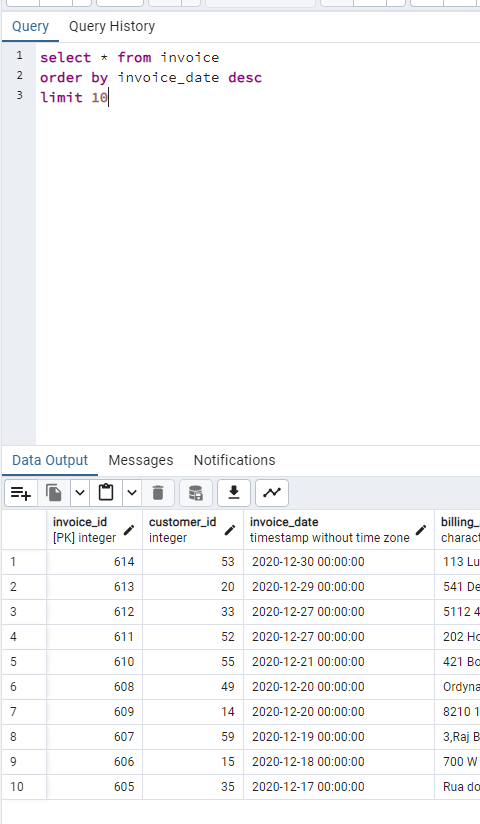 Query Query History
1 select * from invoice
2 order by invoice_date desc
3 limit 10
Data Output Messages Notifications
invoice_id customer_id invoice_date billing_
[PK] integer integer timestamp without time zone charact
1 614 53 2020-12-30 00:00:00 113 Lu
2 613 20 2020-12-29 00:00:00 541 De
3 612 33 2020-12-27 00:00:00 5112 4
4 611 52 2020-12-27 00:00:00 202 Ho
5 610 55 2020-12-21 00:00:00 421 Bo
6 608 49 2020-12-20 00:00:00 Ordyna
7 609 14 2020-12-20 00:00:00 8210 1
8 607 59 2020-12-19 00:00:00 3,Raj B
9 606 15 2020-12-18 00:00:00 700 W
10 605 35 2020-12-17 00:00:00 Rua do